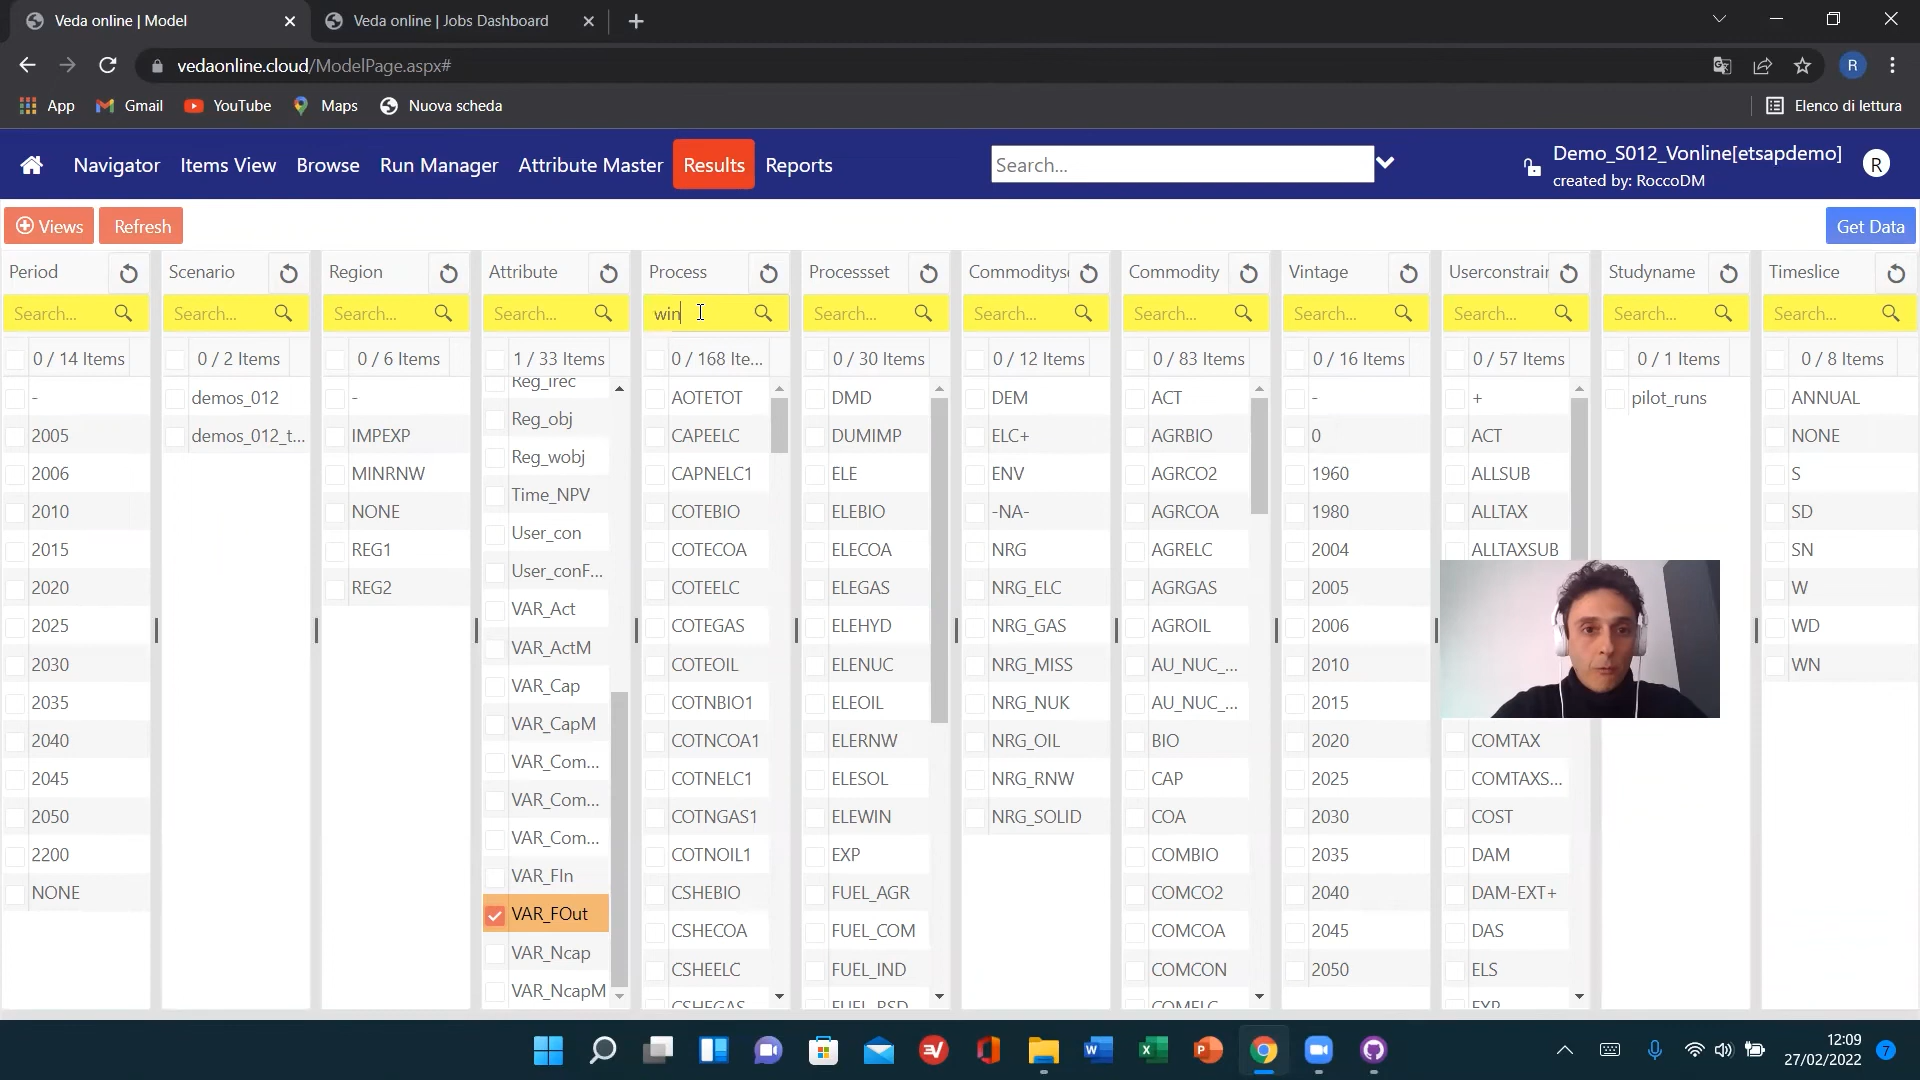 Veda online | Model
Veda online | Jobs Dashboard
vedaonline.cloud/ModelPage.aspx#
R
App
Gmail
YouTube
Maps
Nuova scheda
Elenco di lettura
Navigator
Items View
Browse
Run Manager
Attribute Master
Results
Reports
Search...
Demo_S012_Vonline[etsapdemo]
created by: RoccoDM
R
Views
Refresh
Get Data
Period
Search...
0 / 14 Items
-
2005
2006
2010
2015
2020
2025
2030
2035
2040
2045
2050
2200
NONE
Scenario
Search...
0 / 2 Items
demos_012
demos_012_t...
Region
Search...
0 / 6 Items
-
IMPEXP
MINRNW
NONE
REG1
REG2
Attribute
Search...
1 / 33 Items
Reg_irec
Reg_obj
Reg_wobj
Time_NPV
User_con
User_conF...
VAR_Act
VAR_ActM
VAR_Cap
VAR_CapM
VAR_Com...
VAR_Com...
VAR_Com...
VAR_FIn
VAR_FOut
VAR_Ncap
VAR_NcapM
Process
win
0 / 168 Ite...
AOTETOT
CAPEELC
CAPNELC1
COTEBIO
COTECOA
COTEELC
COTEGAS
COTEOIL
COTNBIO1
COTNCOA1
COTNELC1
COTNGAS1
COTNOIL1
CSHEBIO
CSHECOA
CSHEELC
CSHEGAS
Processset
Search...
0 / 30 Items
DMD
DUMIMP
ELE
ELEBIO
ELECOA
ELEGAS
ELEHYD
ELENUC
ELEOIL
ELERNW
ELESOL
ELEWIN
EXP
FUEL_AGR
FUEL_COM
FUEL_IND
FUEL_RSD
Commodityse
Search...
0 / 12 Items
DEM
ELC+
ENV
-NA-
NRG
NRG_ELC
NRG_GAS
NRG_MISS
NRG_NUK
NRG_OIL
NRG_RNW
NRG_SOLID
Commodity
Search...
0 / 83 Items
ACT
AGRBIO
AGRCO2
AGRCOA
AGRELC
AGRGAS
AGROIL
AU_NUC_...
AU_NUC_...
BIO
CAP
COA
COMBIO
COMCO2
COMCOA
COMCON
COMELC
Vintage
Search...
0 / 16 Items
-
0
1960
1980
2004
2005
2006
2010
2015
2020
2025
2030
2035
2040
2045
2050
Userconstrain
Search...
0 / 57 Items
+
ACT
ALLSUB
ALLTAX
ALLTAXSUB
COMTAX
COMTAXS...
COST
DAM
DAM-EXT+
DAS
ELS
EXP
Studyname
Search...
0 / 1 Items
pilot_runs
Timeslice
Search...
0 / 8 Items
ANNUAL
NONE
S
SD
SN
W
WD
WN
12:09
27/02/2022
7